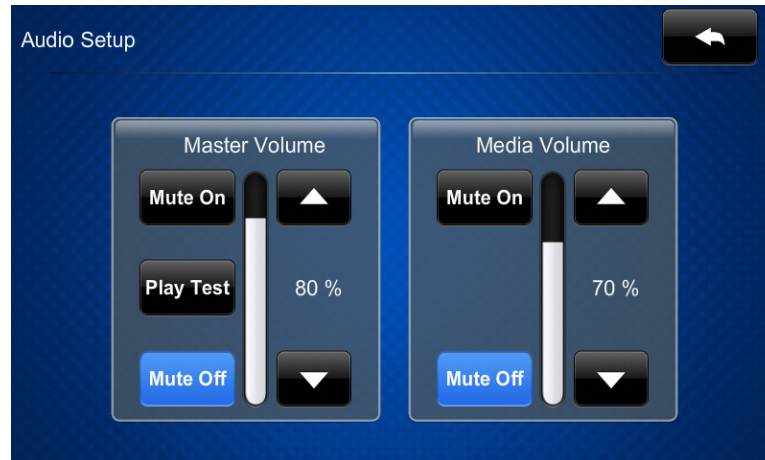 Audio Setup
Master Volume
Mute On
Play Test
80 %
Mute Off
Media Volume
Mute On
70 %
Mute Off